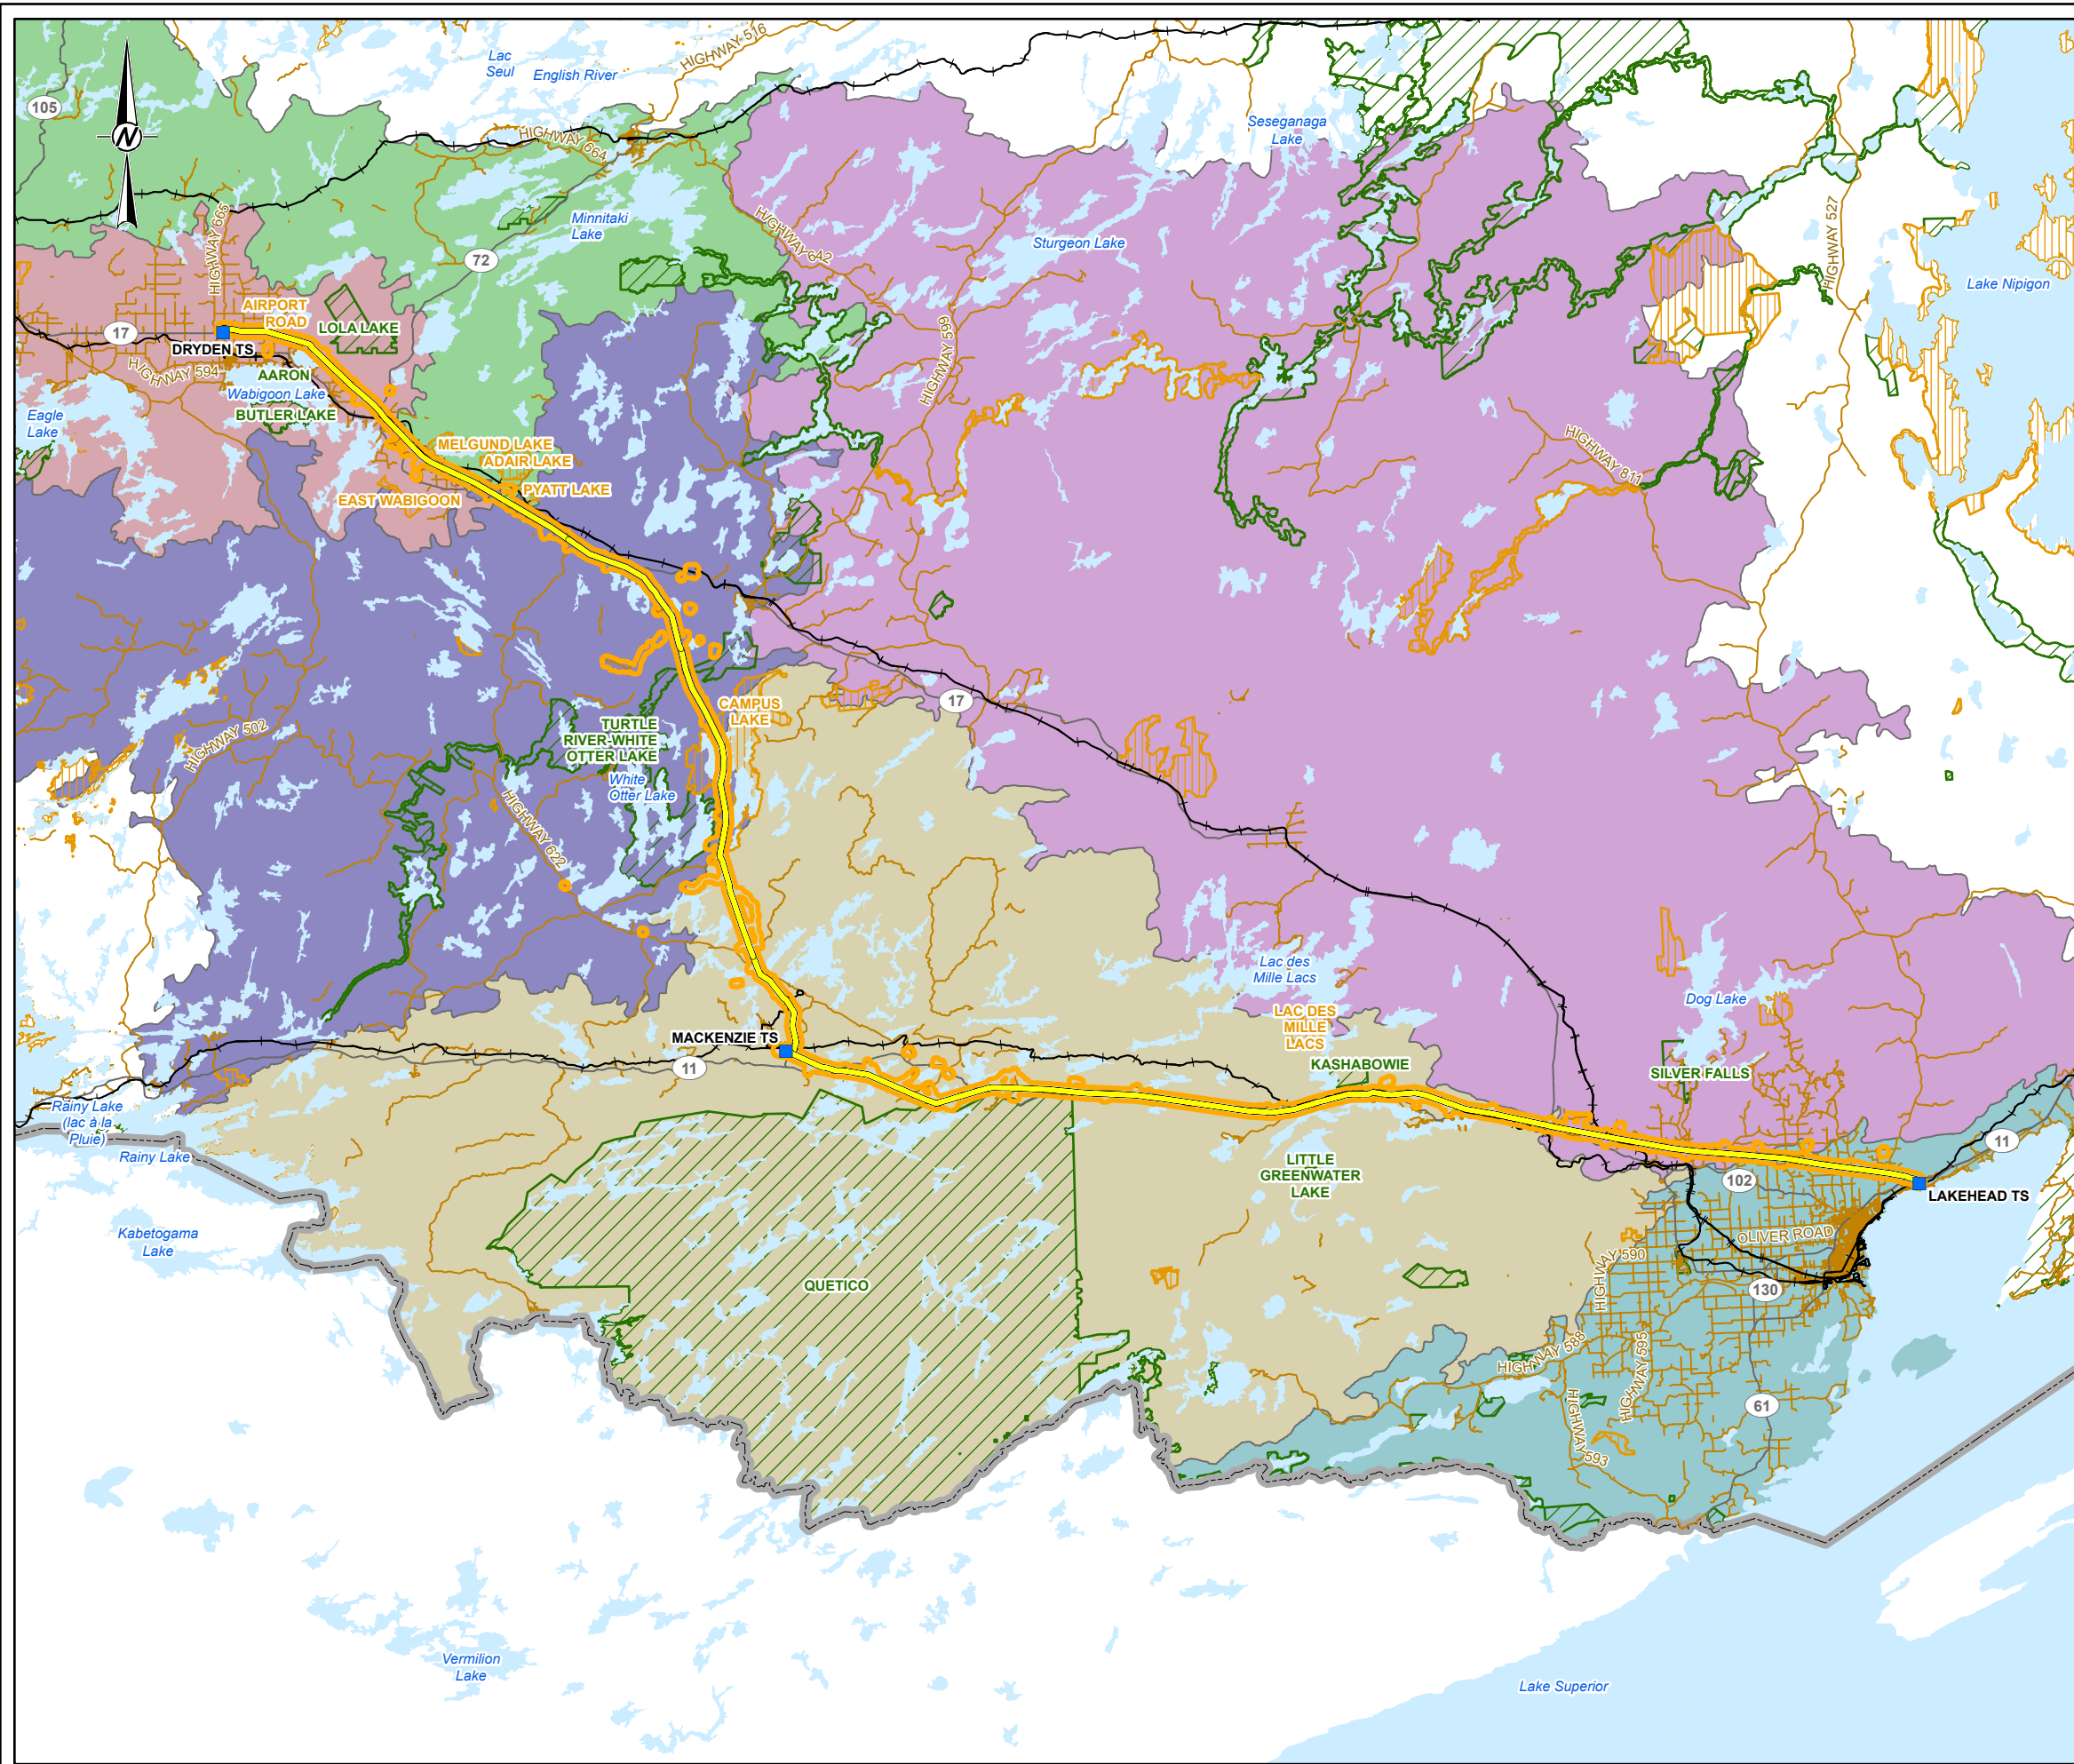 HIGHWAY 516
Lac
Seul
English River
105
N
HIGHWAY 664
Seseganaga
Lake
Minnitaki
Lake
HIGHWAY 665
HIGHWAY 642
HIGHWAY 527
Sturgeon Lake
72
Lake Nipigon
AIRPORT
ROAD
LOLA LAKE
17
DRYDEN TS
HIGHWAY 599
HIGHWAY 594
AARON
Wabigoon Lake
BUTLER LAKE
Eagle
Lake
MELGUND LAKE
ADAIR LAKE
HIGHWAY 811
PYATT LAKE
EAST WABIGOON
17
CAMPUS
LAKE
TURTLE
RIVER-WHITE
OTTER LAKE
HIGHWAY 502
White
Otter Lake
HIGHWAY 622
Lac des
Mille Lacs
Dog Lake
LAC DES
MILLE
LACS
MACKENZIE TS
11
KASHABOWIE
SILVER FALLS
Rainy Lake
(lac à la
Pluie)
Rainy Lake
11
LITTLE
GREENWATER
LAKE
102
LAKEHEAD TS
Kabetogama
Lake
OLIVER ROAD
HIGHWAY 590
QUETICO
130
HIGHWAY 588
HIGHWAY 595
61
HIGHWAY 593
Vermilion
Lake
Lake Superior